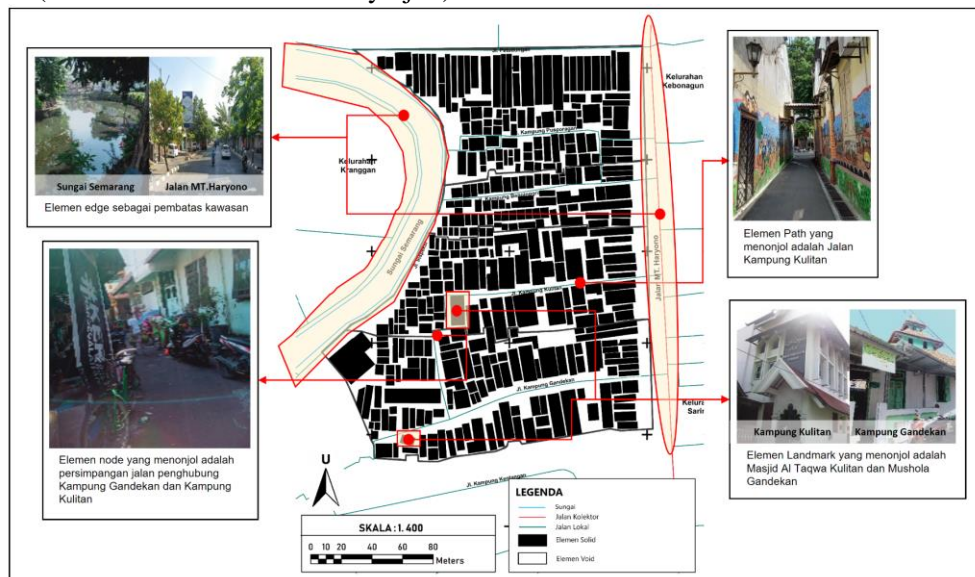 Sungai Semarang
Jalan MT.Haryono
Elemen edge sebagai pembatas kawasan
Elemen node yang menonjol adalah
persimpangan jalan penghubung
Kampung Gandekan dan Kampung
Kulitan
Kelurahan
Kranggan
Sungai Semarang
Jl. Kampung Kulitan
Jl. Kampung Gandekan
Jalan MT. Haryono
Kelurahan
Kebonagun
Kelura
Sarir
Elemen Path yang
menonjol adalah Jalan
Kampung Kulitan
Kampung Kulitan
Kampung Gandekan
Elemen Landmark yang menonjol adalah
Masjid Al Taqwa Kulitan dan Mushola
Gandekan
U
SKALA : 1. 400
0 10 20 40 60 80
Meters
LEGENDA
Sungai
Jalan Kolektor
Jalan Lokal
Elemen Solid
Elemen Void